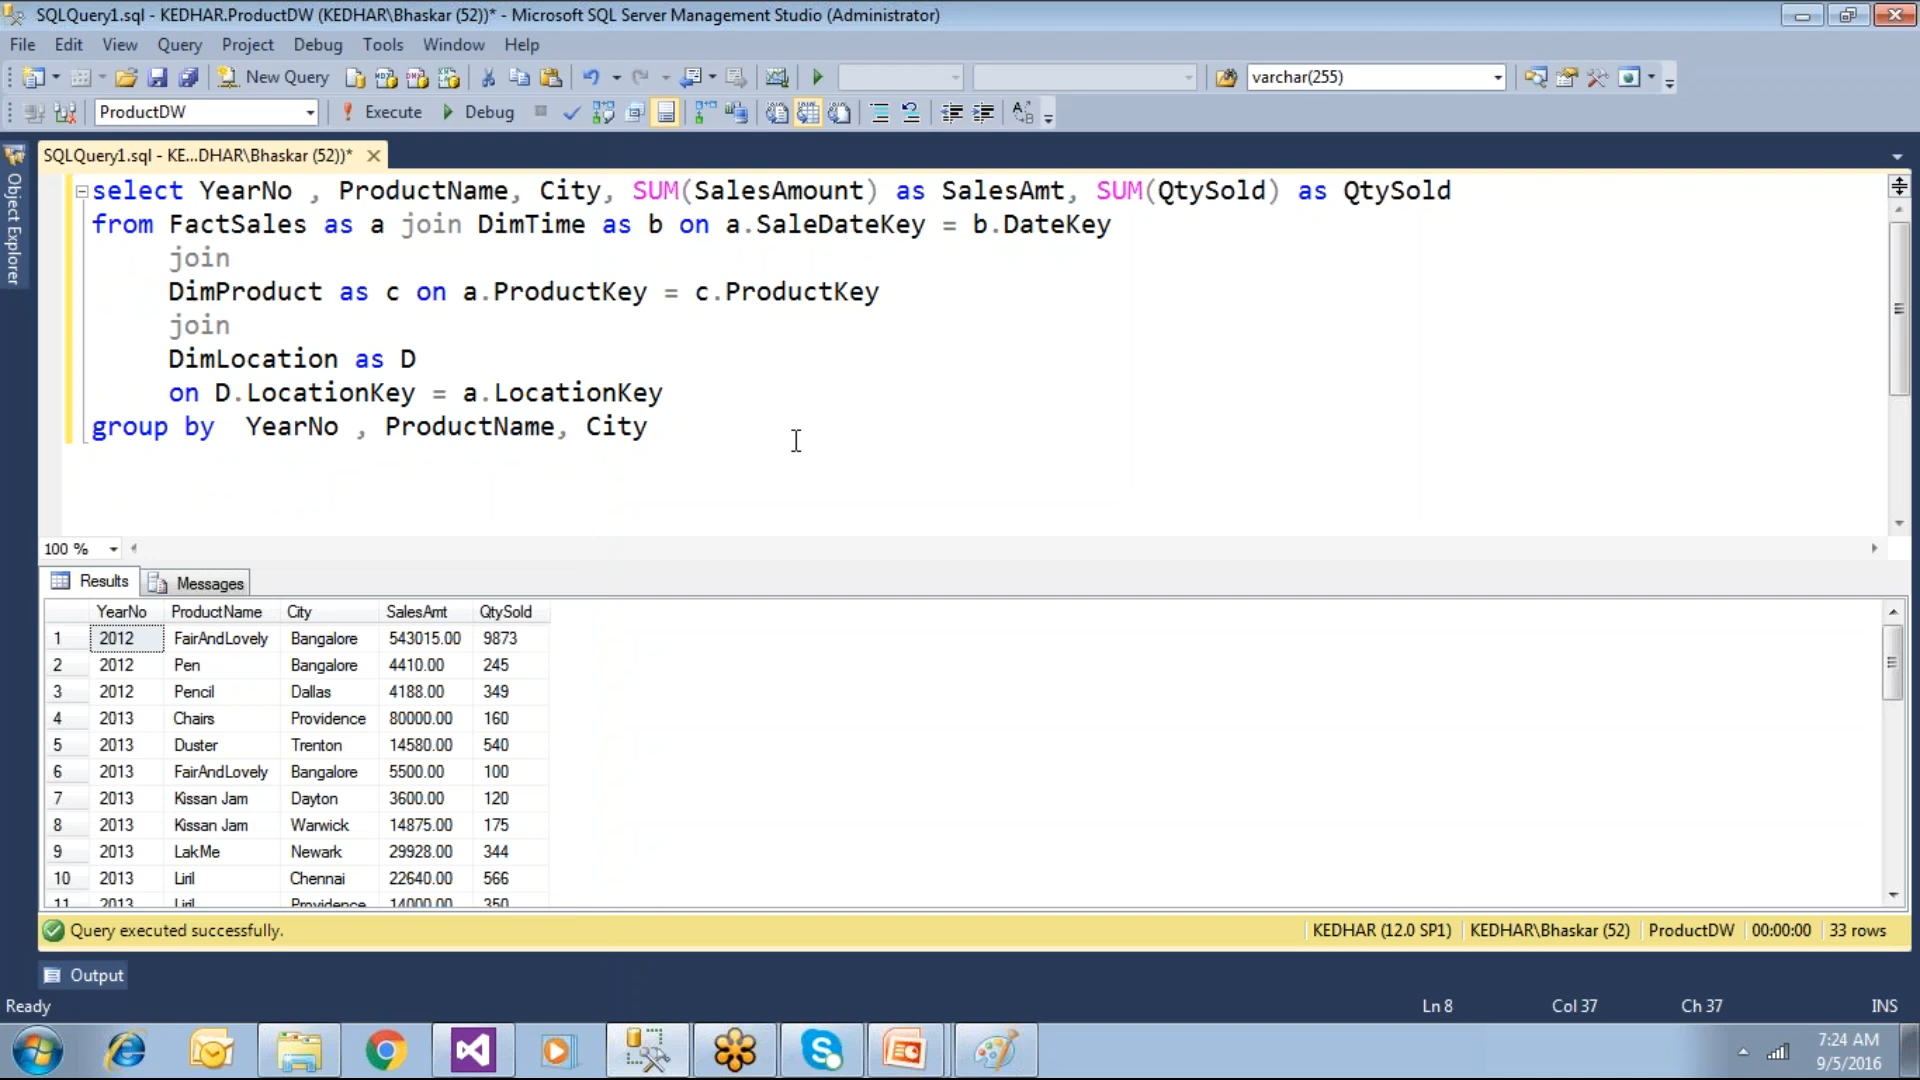 SQLQuery1.sql - KEDHAR.ProductDW (KEDHAR\Bhaskar (52))* - Microsoft SQL Server Management Studio (Administrator)
File Edit View Query Project Debug Tools Window Help
New Query varchar(255)
ProductDW Execute Debug
SQLQuery1.sql - KE...DHAR\Bhaskar (52))*
Object Explorer
select YearNo , ProductName, City, SUM(SalesAmount) as SalesAmt, SUM(QtySold) as QtySold
from FactSales as a join DimTime as b on a.SaleDateKey = b.DateKey
join
DimProduct as c on a.ProductKey = c.ProductKey
join
DimLocation as D
on D.LocationKey = a.LocationKey
group by YearNo , ProductName, City
100 %
Results Messages
YearNo ProductName City SalesAmt QtySold
1 2012 FairAndLovely Bangalore 543015.00 9873
2 2012 Pen Bangalore 4410.00 245
3 2012 Pencil Dallas 4188.00 349
4 2013 Chairs Providence 80000.00 160
5 2013 Duster Trenton 14580.00 540
6 2013 FairAndLovely Bangalore 5500.00 100
7 2013 Kissan Jam Dayton 3600.00 120
8 2013 Kissan Jam Warwick 14875.00 175
9 2013 LakMe Newark 29928.00 344
10 2013 Liril Chennai 22640.00 566
11 2013 Liril Providence 14000.00 350
Query executed successfully. KEDHAR (12.0 SP1) KEDHAR\Bhaskar (52) ProductDW 00:00:00 33 rows
Output
Ready Ln 8 Col 37 Ch 37 INS
7:24 AM
9/5/2016